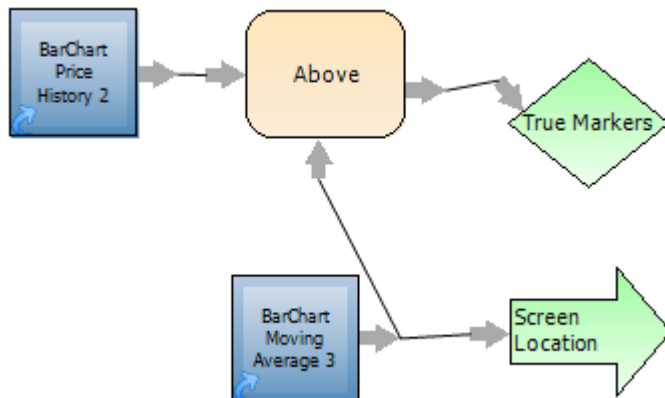 BarChart
Price
History 2
Above
True Markers
BarChart
Moving
Average 3
Screen
Location